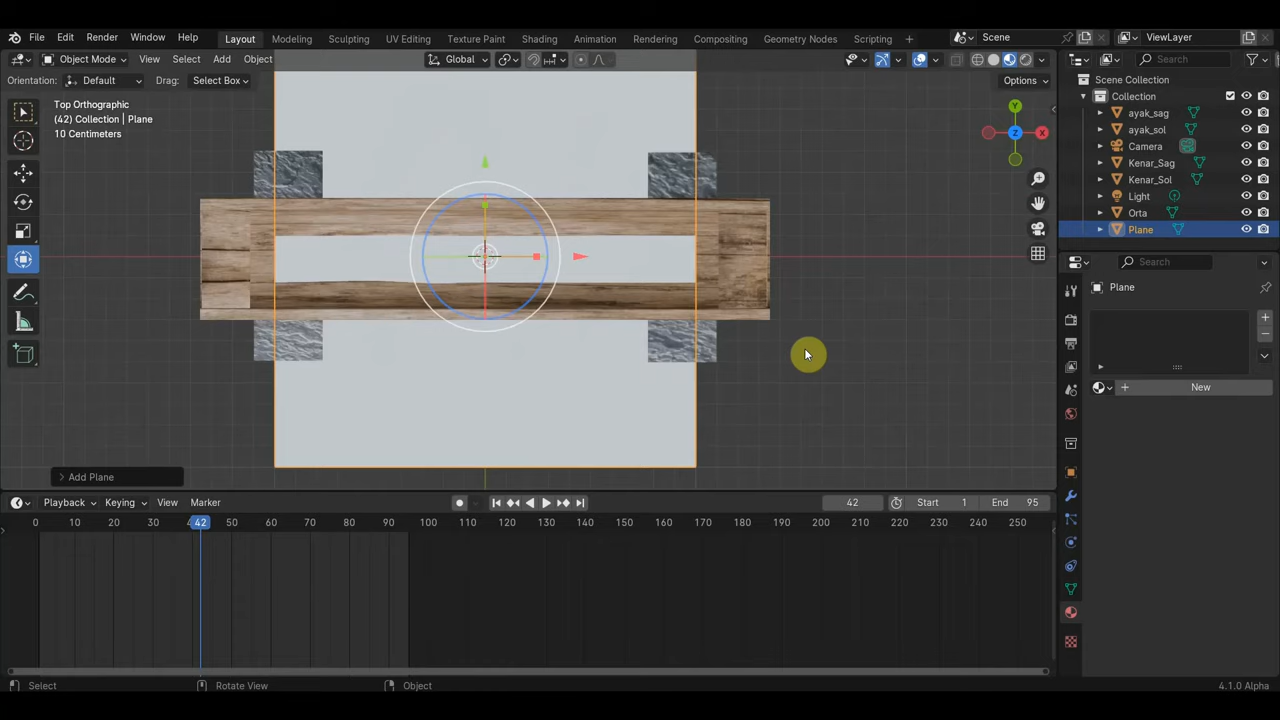 File Edit Render Window Help Layout Modeling Sculpting UV Editing Texture Paint Shading Animation Rendering Compositing Geometry Nodes Scripting + Scene ViewLayer
Object Mode View Select Add Object Global Search
Orientation: Default Drag: Select Box Options
Scene Collection
Collection
ayak_sag
ayak_sol
Camera
Kenar_Sag
Kenar_Sol
Light
Orta
Plane
Top Orthographic
(42) Collection | Plane
10 Centimeters
Y
X
Z
Search
Plane
New
Add Plane
Playback Keying View Marker 42 Start 1 End 95
0 10 20 30 42 50 60 70 80 90 100 110 120 130 140 150 160 170 180 190 200 210 220 230 240 250
Select Rotate View Object 4.1.0 Alpha